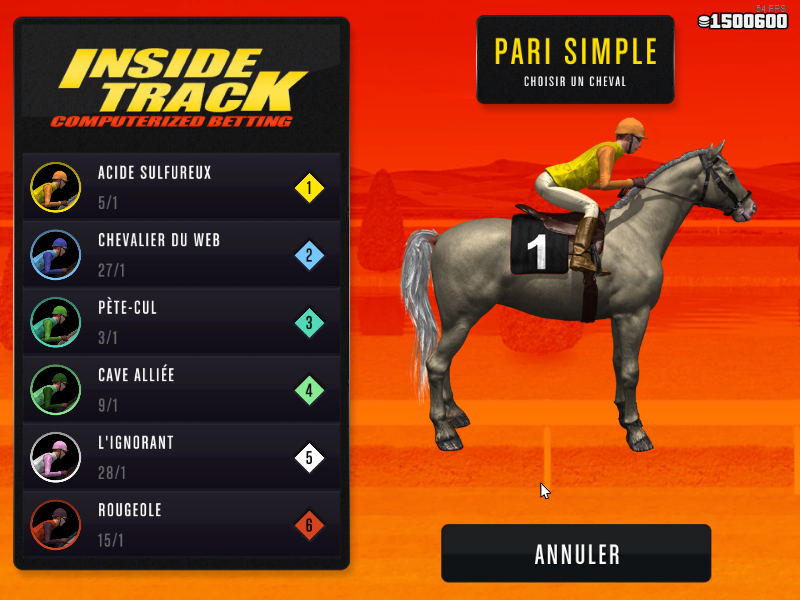 54 FPS
1500600
INSIDE
TRACK
COMPUTERIZED BETTING
PARI SIMPLE
CHOISIR UN CHEVAL
ACIDE SULFUREUX
5/1
1
CHEVALIER DU WEB
27/1
2
PÈTE-CUL
3/1
3
CAVE ALLIÉE
9/1
4
L'IGNORANT
28/1
5
ROUGEOLE
15/1
6
1
ANNULER